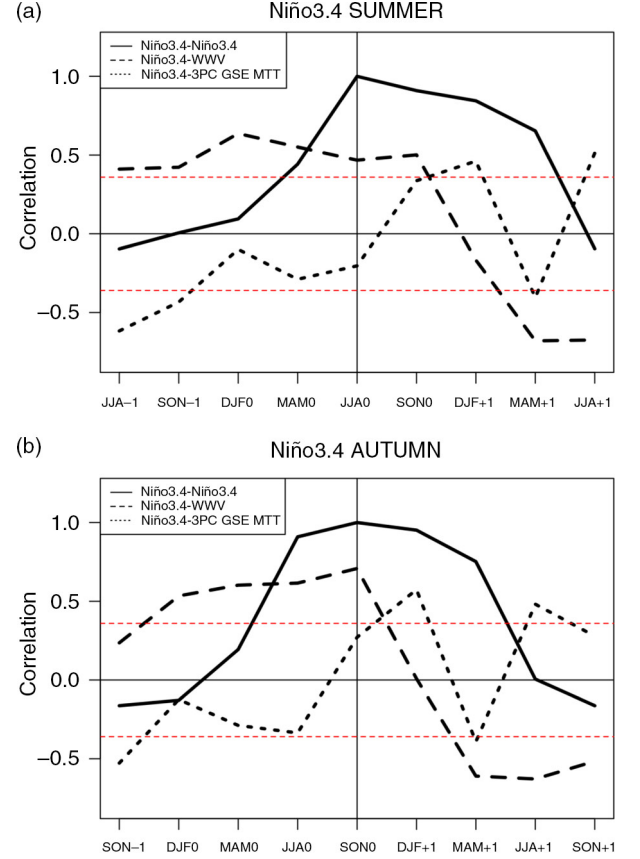 (a)
Niño3.4 SUMMER
Niño3.4-Niño3.4
Niño3.4-WWV
Niño3.4-3PC GSE MTT
1.0
0.5
0.0
−0.5
Correlation
JJA−1 SON−1 DJF0 MAM0 JJA0 SON0 DJF+1 MAM+1 JJA+1
(b)
Niño3.4 AUTUMN
Niño3.4-Niño3.4
Niño3.4-WWV
Niño3.4-3PC GSE MTT
1.0
0.5
0.0
−0.5
Correlation
SON−1 DJF0 MAM0 JJA0 SON0 DJF+1 MAM+1 JJA+1 SON+1